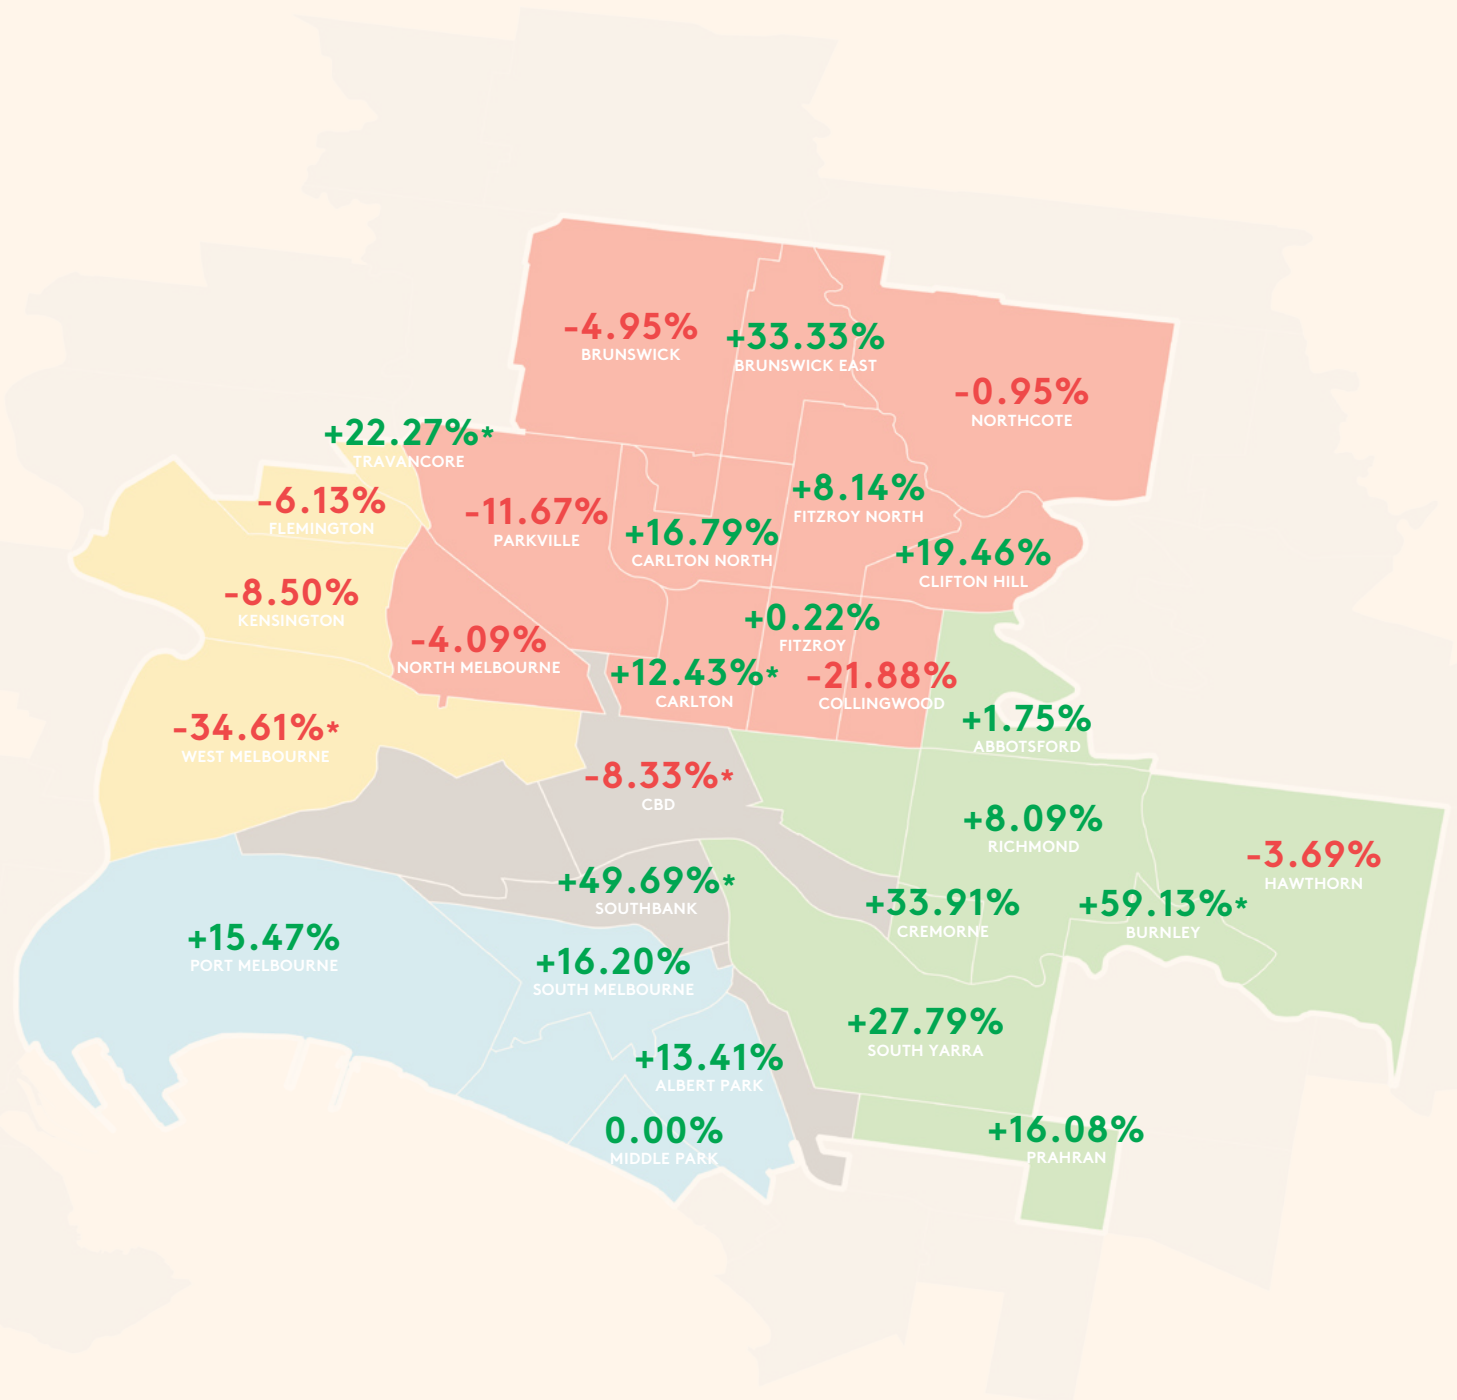 -4.95%
BRUNSWICK
+33.33%
BRUNSWICK EAST
-0.95%
NORTHCOTE
+22.27%*
TRAVANCORE
-6.13%
FLEMINGTON
-11.67%
PARKVILLE
+16.79%
CARLTON NORTH
+8.14%
FITZROY NORTH
+19.46%
CLIFTON HILL
-8.50%
KENSINGTON
-4.09%
NORTH MELBOURNE
+0.22%
FITZROY
+12.43%*
CARLTON
-21.88%
COLLINGWOOD
-34.61%*
WEST MELBOURNE
+1.75%
ABBOTSFORD
-8.33%*
CBD
+8.09%
RICHMOND
-3.69%
HAWTHORN
+49.69%*
SOUTHBANK
+33.91%
CREMORNE
+59.13%*
BURNLEY
+15.47%
PORT MELBOURNE
+16.20%
SOUTH MELBOURNE
+27.79%
SOUTH YARRA
+13.41%
ALBERT PARK
0.00%
MIDDLE PARK
+16.08%
PRAHRAN